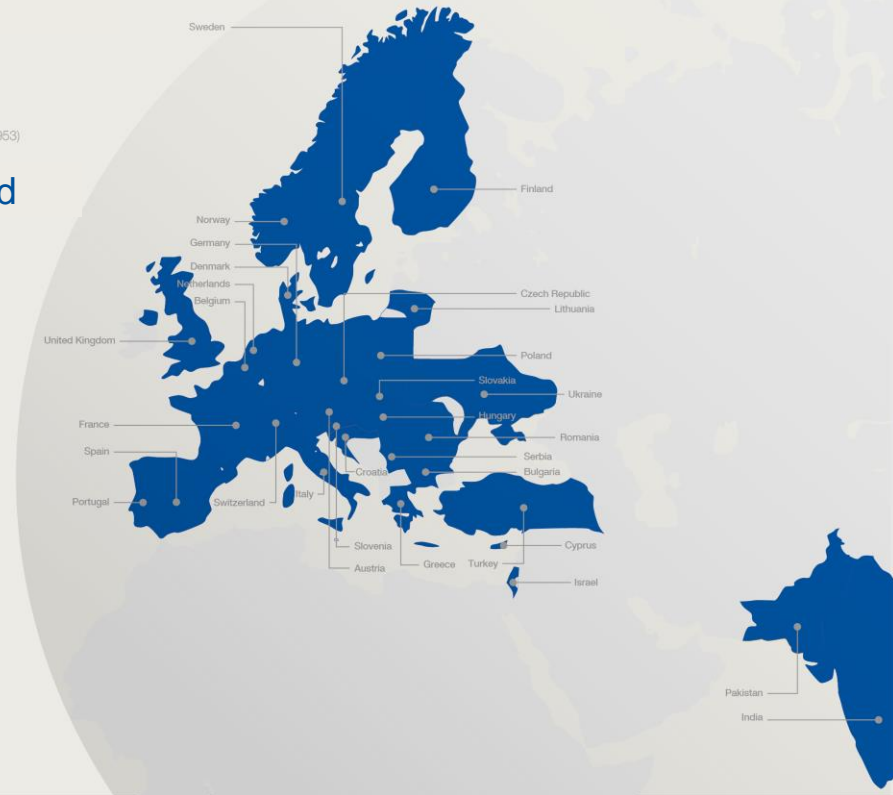 Sweden
953)
d
Finland
Norway
Germany
Denmark
Netherlands
Belgium
Czech Republic
Lithuania
United Kingdom
Poland
Slovakia
Ukraine
Hungary
France
Romania
Spain
Serbia
Croatia
Bulgaria
Portugal
Switzerland
Italy
Slovenia
Cyprus
Austria
Greece
Turkey
Israel
Pakistan
India